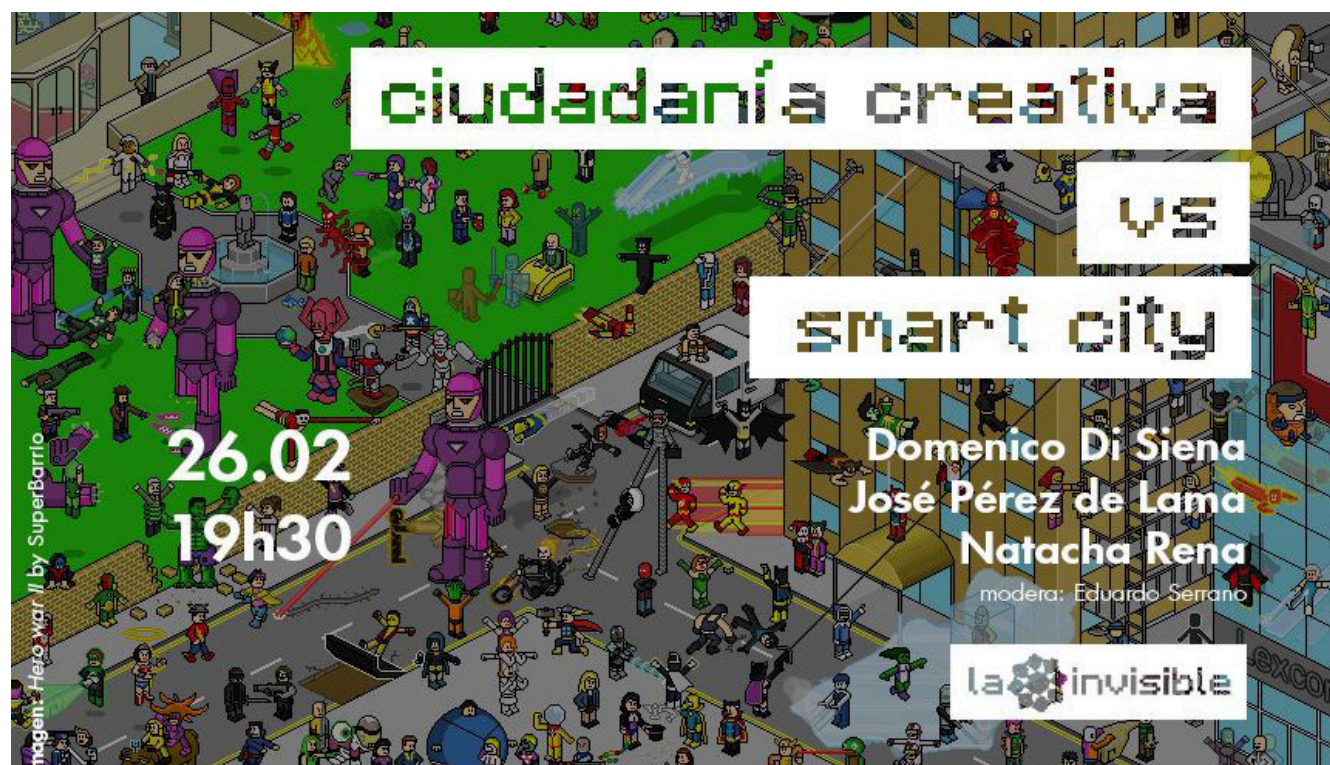 ciudadanía creativa
vs
smart city
26.02
19h30
Domenico Di Siena
José Pérez de Lama
Natacha Rena
modera: Eduardo Serrano
la invisible
Imagen: Hero War II by SuperBarrio
Lexcor